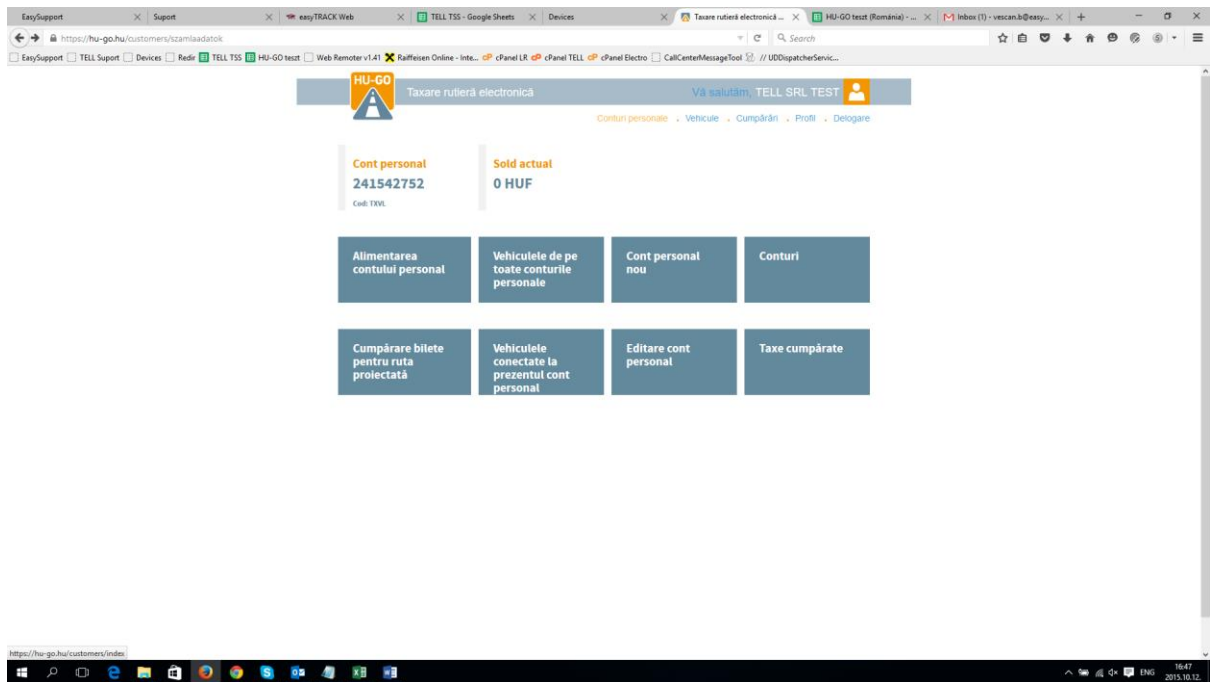 EasySupport
Suport
easyTRACK Web
TELL TSS - Google Sheets
Devices
Taxare rutieră electronică ...
HU-GO teszt (România) - ...
Inbox (1) - vescan.b@easy...
https://hu-go.hu/customers/szamlaadatok
Search
EasySupport TELL Suport Devices Redir TELL TSS HU-GO teszt Web Remoter v1.41 Raiffeisen Online - Inte... cPanel LR cPanel TELL cPanel Electro CallCenterMessageTool // UDDispatcherServic...
HU-GO
Taxare rutieră electronică
Vă salutăm, TELL SRL TEST
Conturi personale . Vehicule . Cumpărări . Profil . Delogare
Cont personal
241542752
Cod: TXVL
Sold actual
0 HUF
Alimentarea
contului personal
Vehiculele de pe
toate conturile
personale
Cont personal
nou
Conturi
Cumpărare bilete
pentru ruta
proiectată
Vehiculele
conectate la
prezentul cont
personal
Editare cont
personal
Taxe cumpărate
https://hu-go.hu/customers/index
ENG
16:47
2015.10.12.